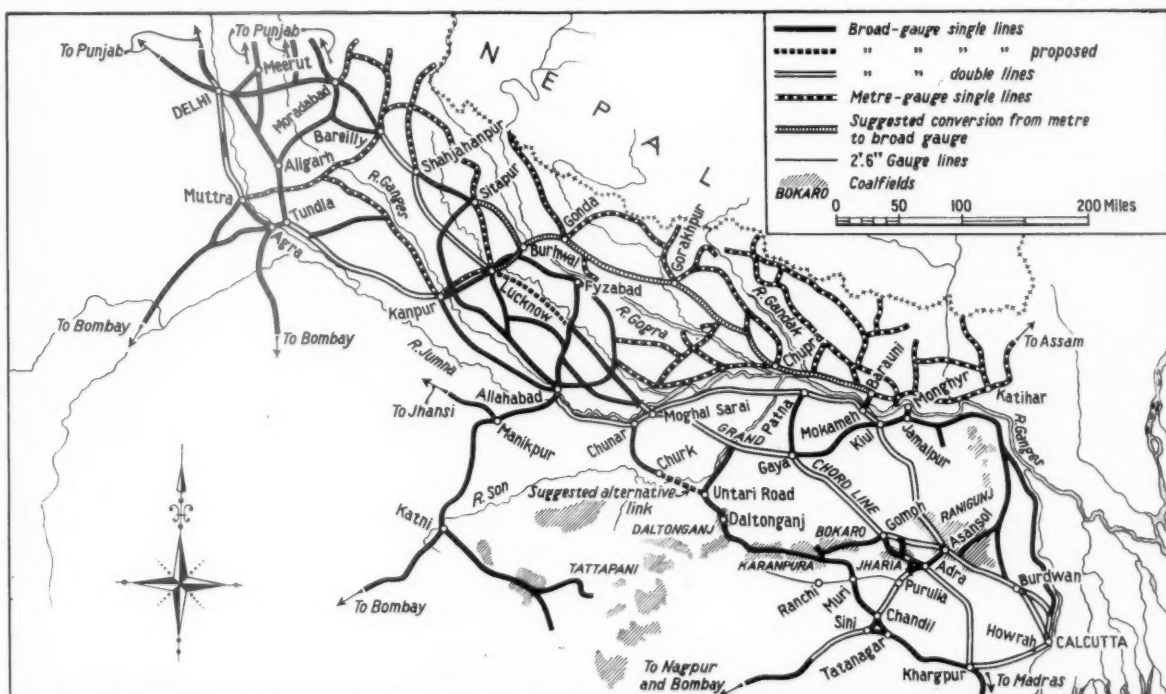 To Punjab
To Punjab
Meerut
DELHI
Moradabad
Bareilly
Aligarh
Muttra
Tundla
Agra
To Bombay
To Bombay
NEPAL
R. Ganges
Shahjahanpur
Sitapur
Gonda
Burhwal
Gorakhpur
Kanpur
Lucknow
Fyzabad
R. Gogra
R. Gandak
Chupra
Barauni
Monghyr
To Assam
Katihar
R. Jumna
Allahabad
To Jhansi
Manikpur
Moghal Sarai
Chunar
Patna
Mokameh
Kiul
Jamalpur
R. Ganges
GRAND
CHORD LINE
Gaya
Churk
R. Son
Suggested alternative
link
Untari Road
Katni
DALTONGANJ
Daltonganj
Gomoh
RANIGUNJ
Asansol
BOKARO
KARANPURA
JHARIA
Adra
TATTAPANI
Ranchi
Muri
Purulia
Burdwan
To Bombay
Chandil
Sini
Howrah
CALCUTTA
Tatanagar
Khargpur
To Nagpur
and Bombay
To Madras
Broad-gauge single lines
" " " " proposed
" " double lines
Metre-gauge single lines
Suggested conversion from metre
to broad gauge
2'.6" Gauge lines
BOKARO Coalfields
0 50 100 200 Miles